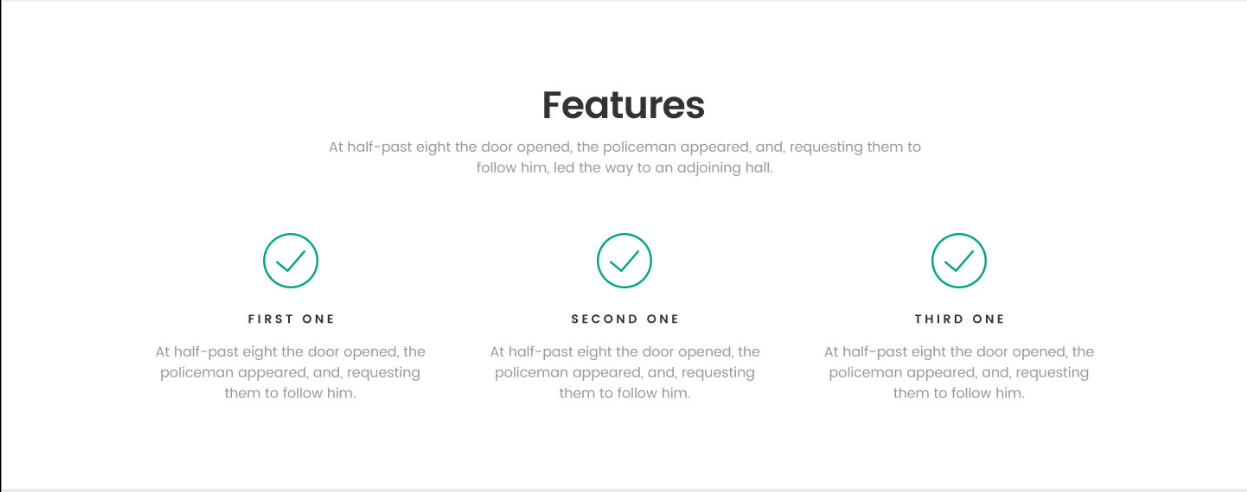 Features
At half-past eight the door opened, the policeman appeared, and, requesting them to
follow him, led the way to an adjoining hall.
FIRST ONE
At half-past eight the door opened, the
policeman appeared, and, requesting
them to follow him.
SECOND ONE
At half-past eight the door opened, the
policeman appeared, and, requesting
them to follow him.
THIRD ONE
At half-past eight the door opened, the
policeman appeared, and, requesting
them to follow him.